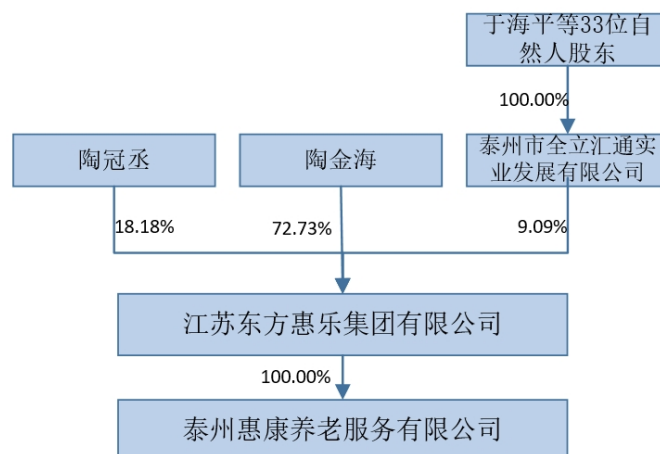 于海平等33位自
然人股东
100.00%
陶冠丞
陶金海
泰州市全立汇通实
业发展有限公司
18.18%
72.73%
9.09%
江苏东方惠乐集团有限公司
100.00%
泰州惠康养老服务有限公司